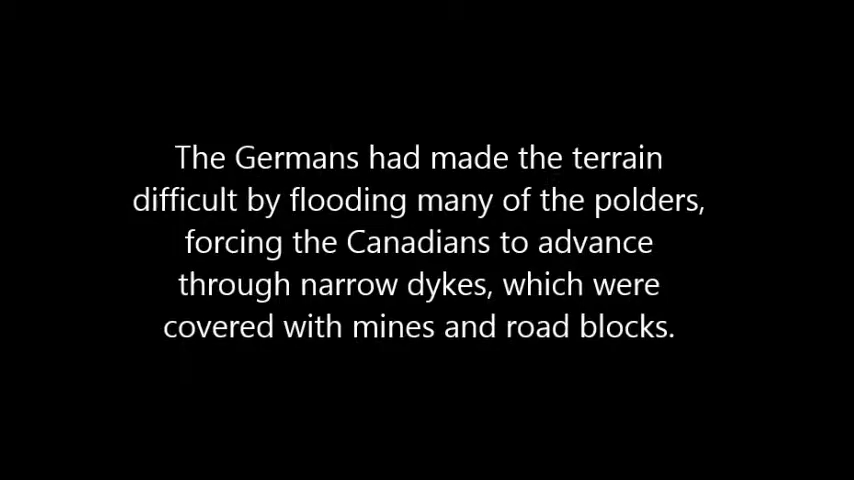 The Germans had made the terrain
difficult by flooding many of the polders,
forcing the Canadians to advance
through narrow dykes, which were
covered with mines and road blocks.